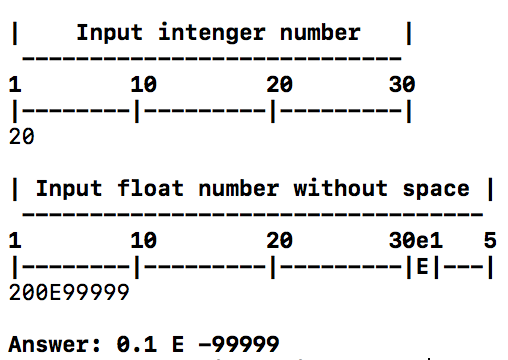 |    Input intenger number   |
 ----------------------------
1        10        20       30
|--------|---------|---------|
20
| Input float number without space |
 ----------------------------------
1        10        20       30e1   5
|--------|---------|---------|E|---|
200E99999
Answer: 0.1 E -99999